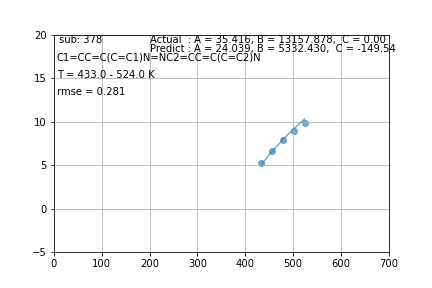 sub: 378
Actual : A = 35.416, B = 13157.878, C = 0.00
Predict : A = 24.039, B = 5332.430, C = -149.54
C1=CC=C(C=C1)N=NC2=CC=C(C=C2)N
T = 433.0 - 524.0 K
rmse = 0.281
20
15
10
5
0
−5
0 100 200 300 400 500 600 700